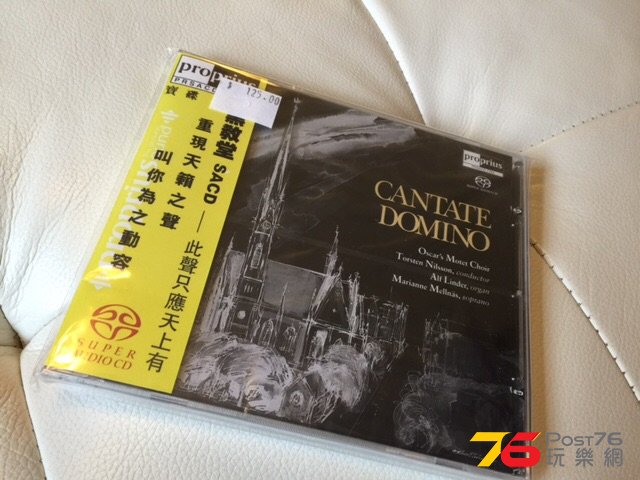 proprius
PRSACD
寶碟
$ 125.00
教堂 SACD — 此聲只應天上有
重現天籟之聲
叫你為之動容
SUPER
AUDIO CD
proprius
CANTATE
DOMINO
Oscar's Motet Choir
Torsten Nilsson, conductor
Alf Linder, organ
Marianne Mellnäs, soprano
76 POST76
玩樂網